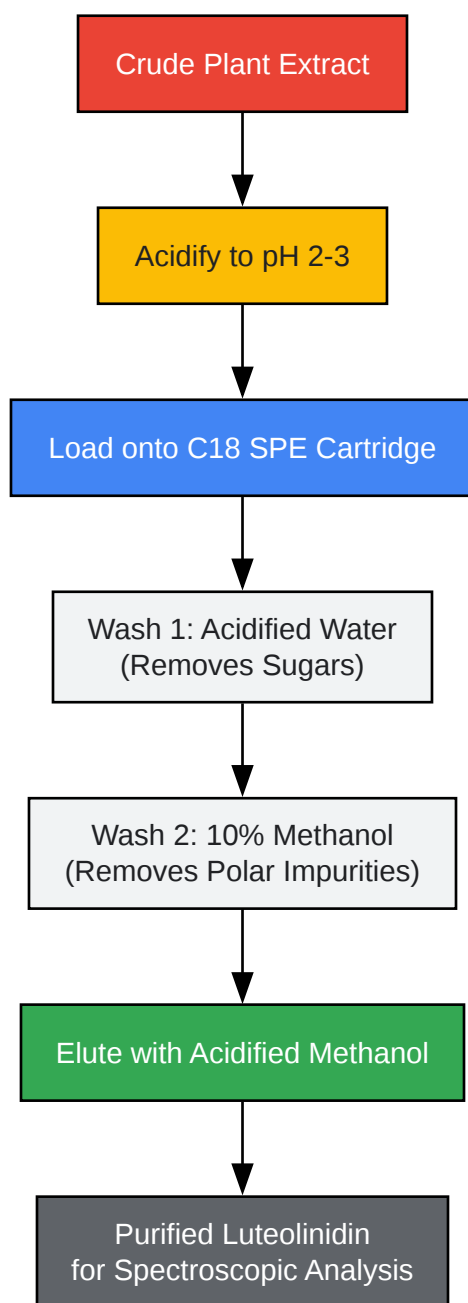 Crude Plant Extract
Acidify to pH 2-3
Load onto C18 SPE Cartridge
Wash 1: Acidified Water
(Removes Sugars)
Wash 2: 10% Methanol
(Removes Polar Impurities)
Elute with Acidified Methanol
Purified Luteolinidin
for Spectroscopic Analysis